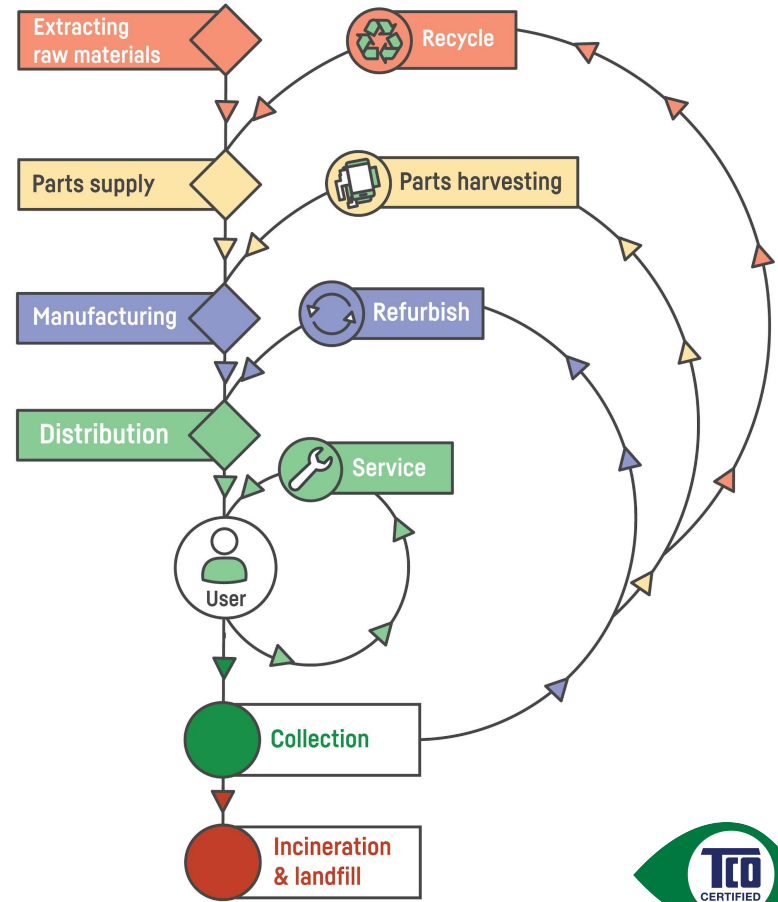 Extracting
raw materials
Recycle
Parts supply
Parts harvesting
Manufacturing
Refurbish
Distribution
Service
User
Collection
Incineration
& landfill
TCO
CERTIFIED